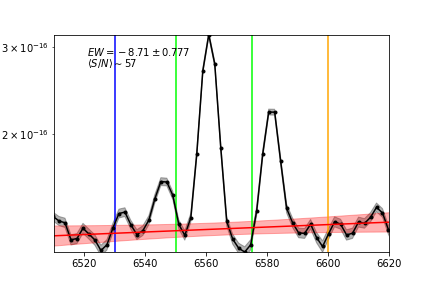 EW = −8.71 ± 0.777
⟨S/N⟩ ∼ 57
3 × 10⁻¹⁶
2 × 10⁻¹⁶
6520 6540 6560 6580 6600 6620